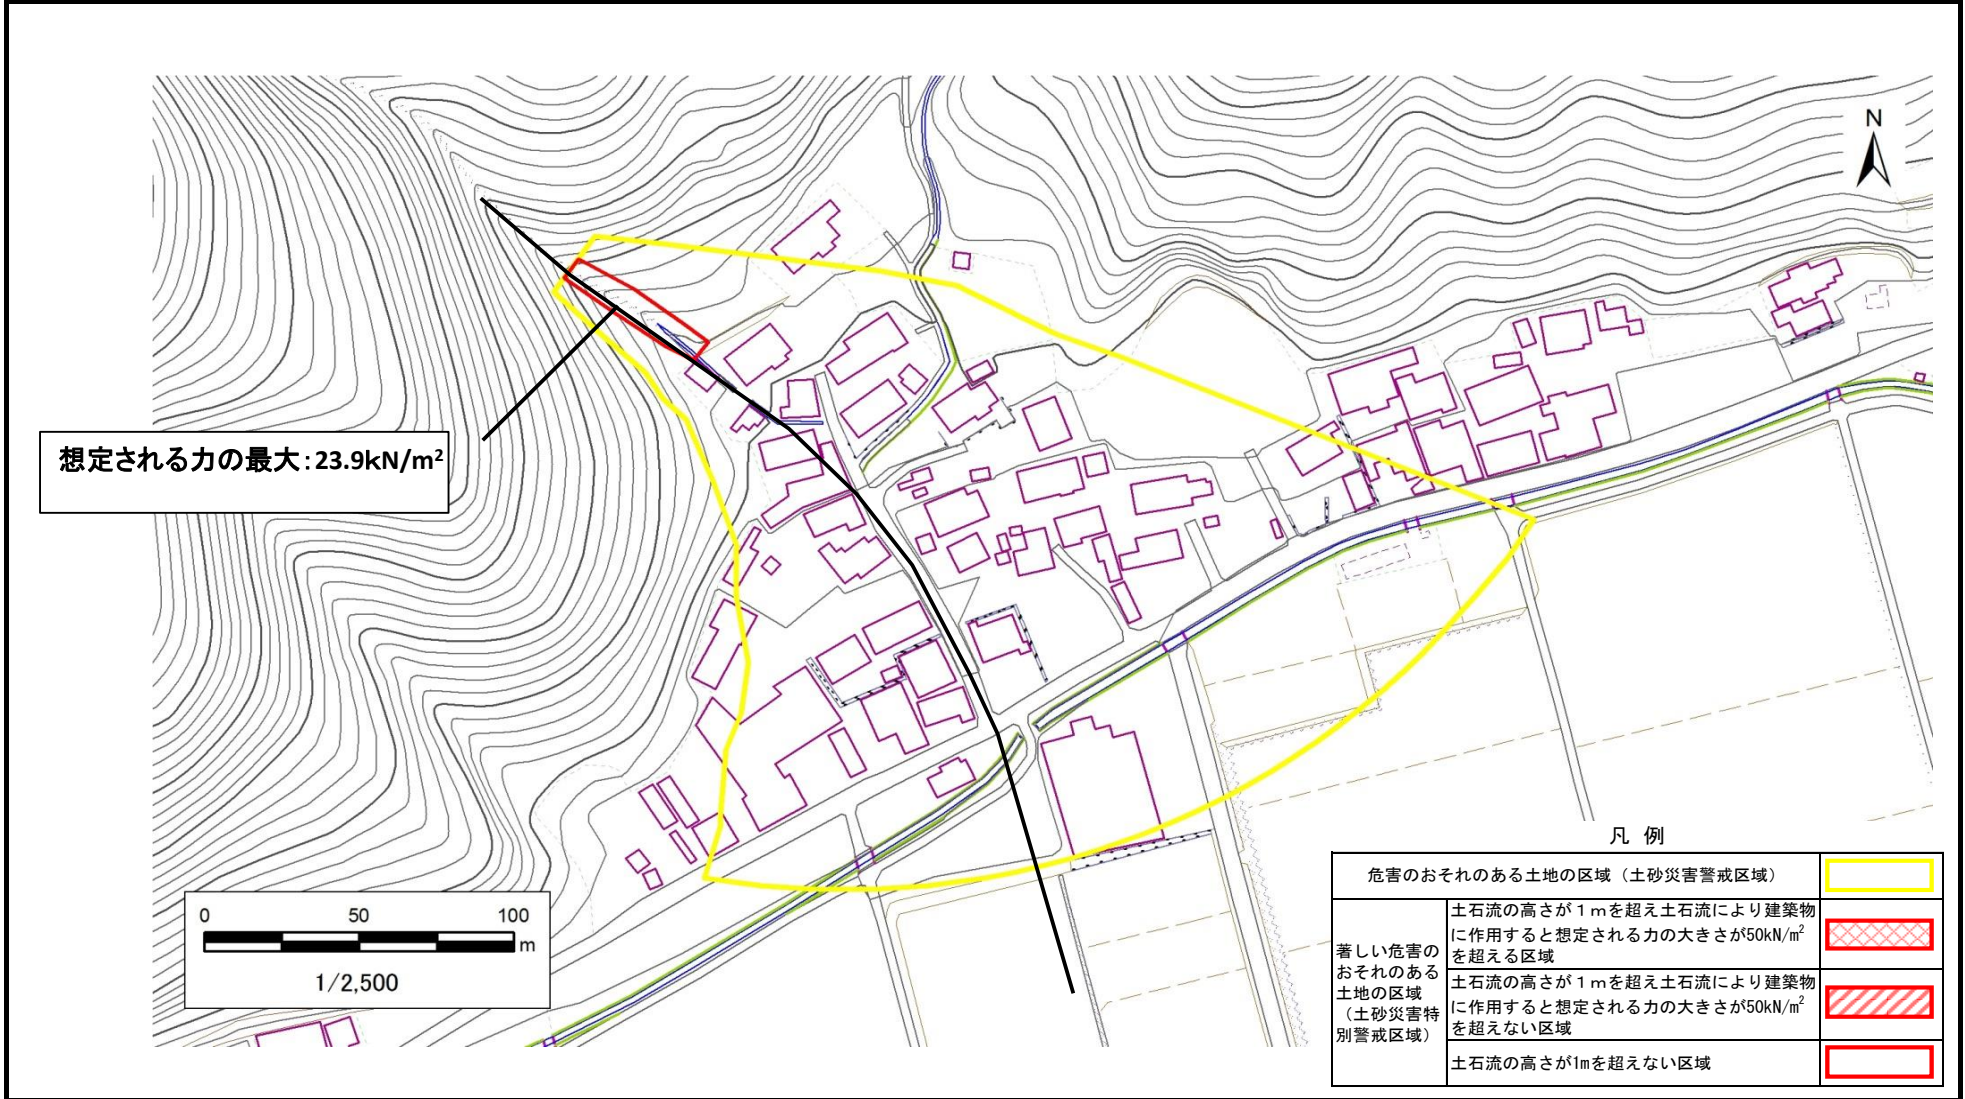 N
想定される力の最大:23.9kN/m²
0 50 100
m
1/2,500
凡 例
危害のおそれのある土地の区域（土砂災害警戒区域）
著しい危害の
おそれのある
土地の区域
（土砂災害特
別警戒区域）
土石流の高さが１ｍを超え土石流により建築物
に作用すると想定される力の大きさが50kN/㎡
を超える区域
土石流の高さが１ｍを超え土石流により建築物
に作用すると想定される力の大きさが50kN/㎡
を超えない区域
土石流の高さが1mを超えない区域